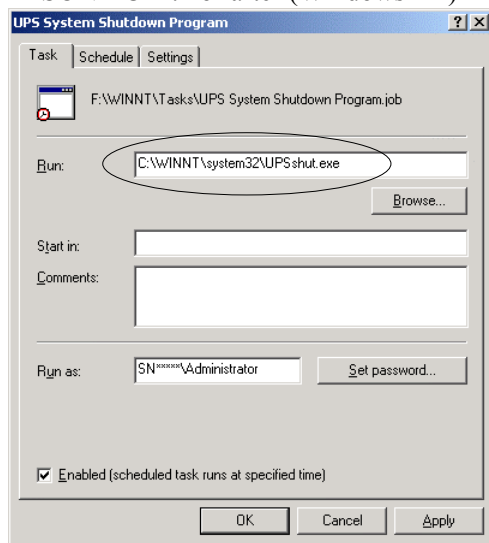 UPS System Shutdown Program
Task Schedule Settings
F:\WINNT\Tasks\UPS System Shutdown Program.job
Run: C:\WINNT\system32\UPSshut.exe
Browse...
Start in:
Comments:
Run as: SN*****\Administrator Set password...
Enabled (scheduled task runs at specified time)
OK Cancel Apply